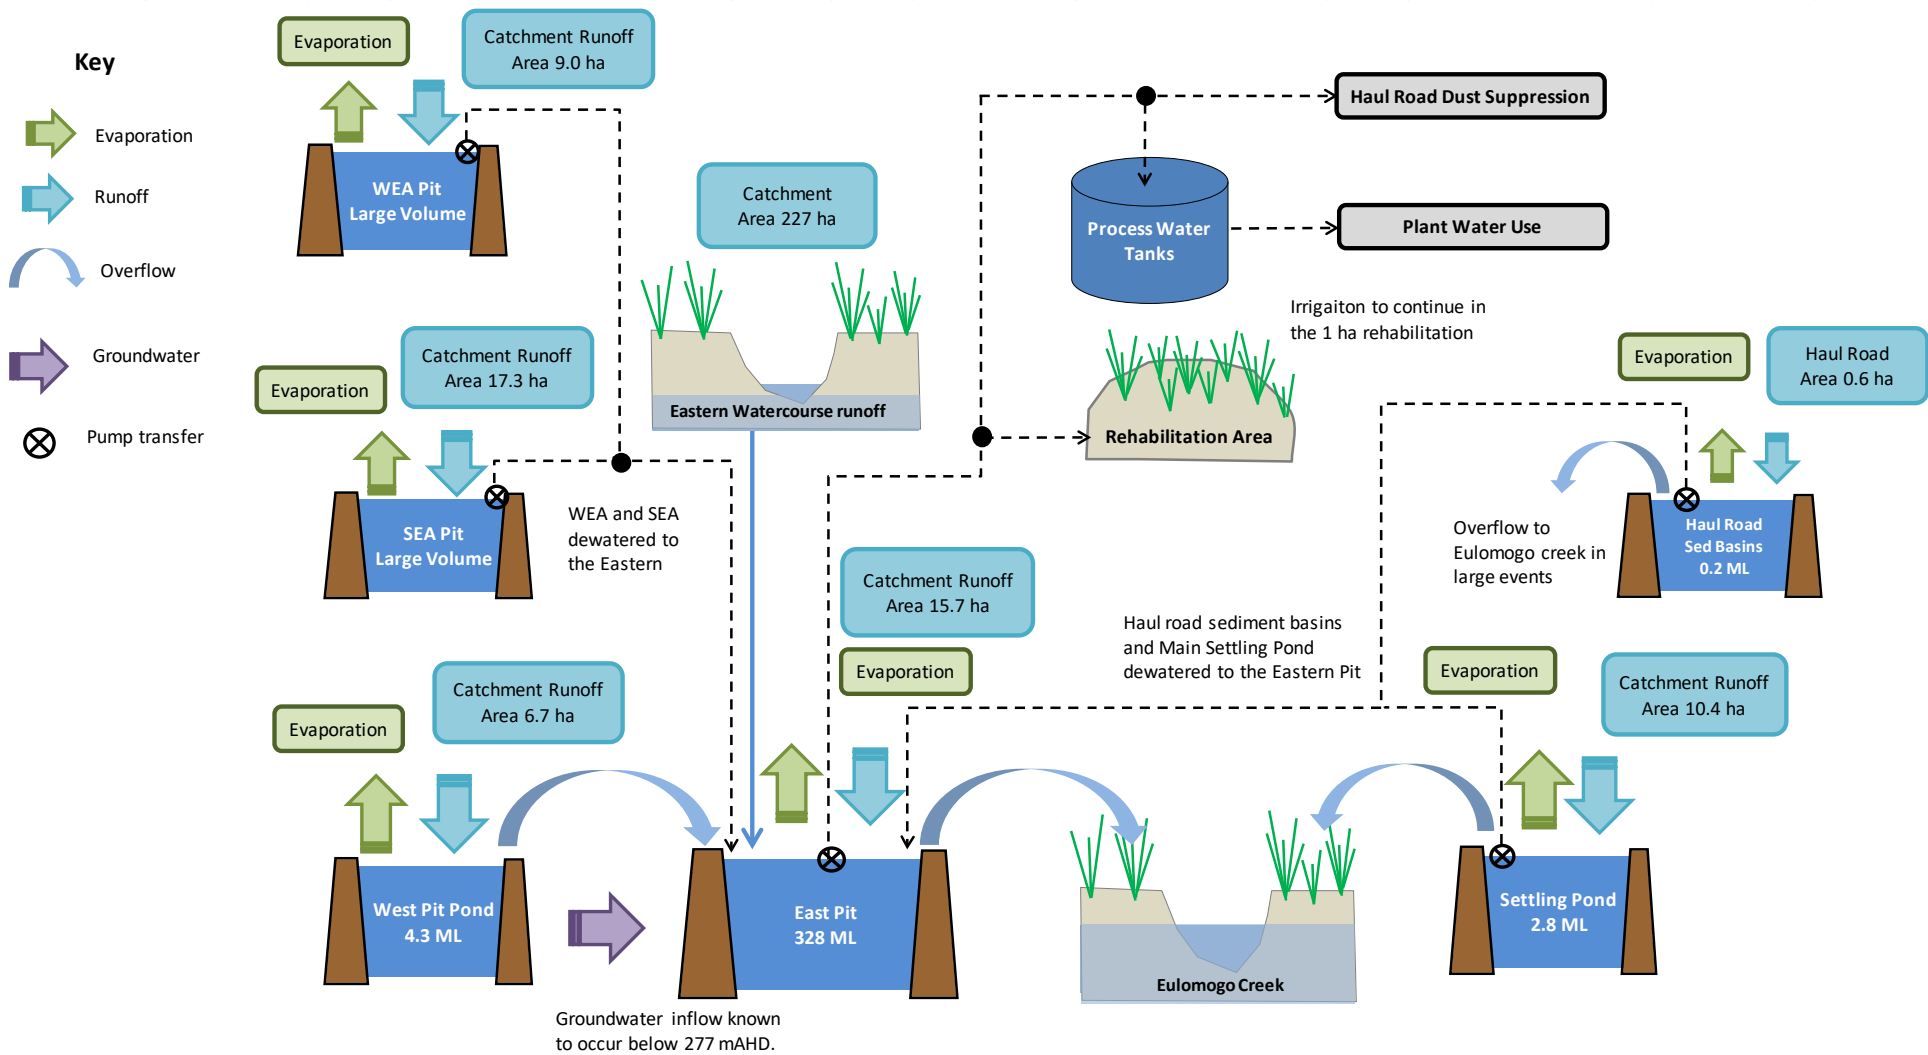 Key
Evaporation
Runoff
Overflow
Groundwater
Pump transfer
Evaporation
Catchment Runoff
Area 9.0 ha
WEA Pit
Large Volume
Catchment
Area 227 ha
Eastern Watercourse runoff
Haul Road Dust Suppression
Process Water
Tanks
Plant Water Use
Irrigaiton to continue in
the 1 ha rehabilitation
Rehabilitation Area
Evaporation
Catchment Runoff
Area 17.3 ha
SEA Pit
Large Volume
WEA and SEA
dewatered to
the Eastern
Evaporation
Haul Road
Area 0.6 ha
Overflow to
Eulomogo creek in
large events
Haul Road
Sed Basins
0.2 ML
Catchment Runoff
Area 15.7 ha
Evaporation
Haul road sediment basins
and Main Settling Pond
dewatered to the Eastern Pit
Evaporation
Catchment Runoff
Area 10.4 ha
Evaporation
Catchment Runoff
Area 6.7 ha
West Pit Pond
4.3 ML
East Pit
328 ML
Eulomogo Creek
Settling Pond
2.8 ML
Groundwater inflow known
to occur below 277 mAHD.